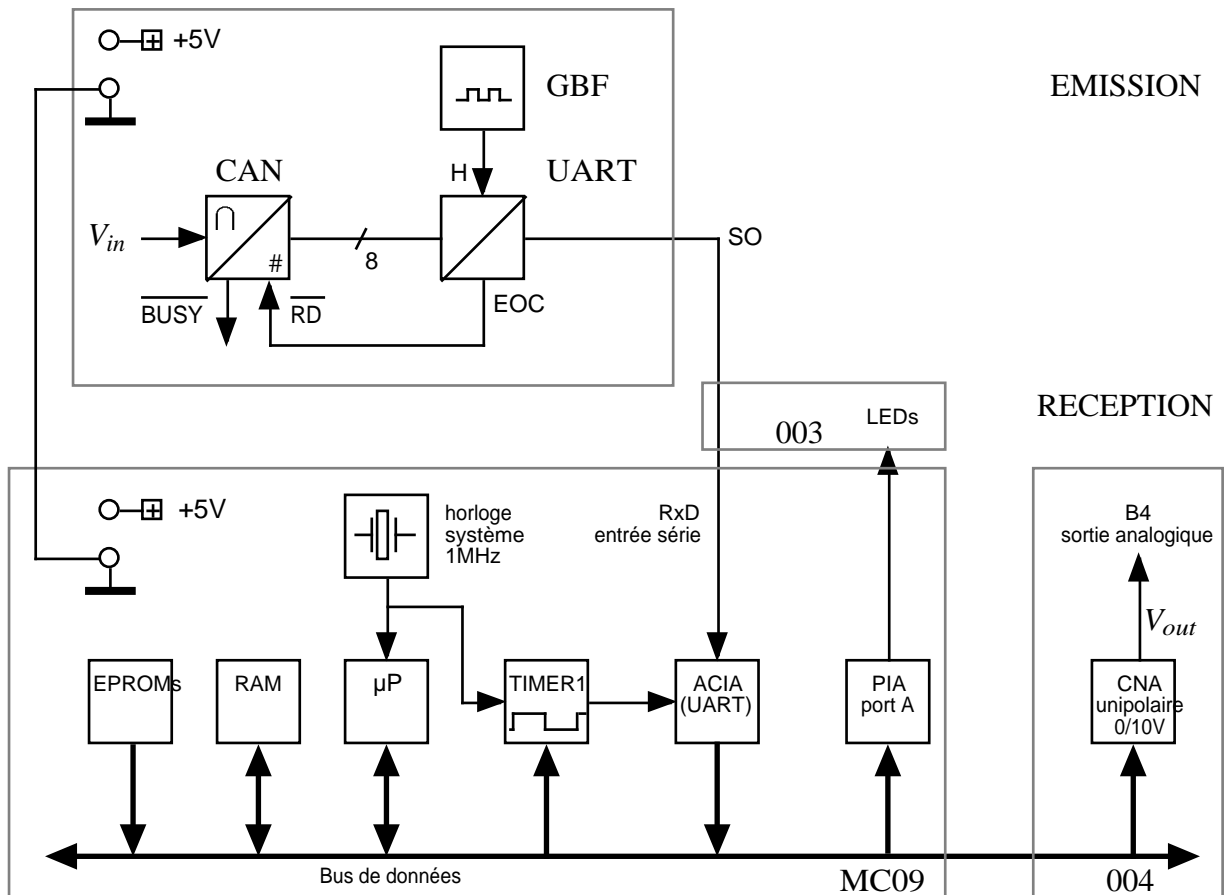 +5V
GBF
EMISSION
CAN
H
UART
V_in
∩
#
8
SO
BUSY
RD
EOC
LEDs
003
RECEPTION
+5V
horloge
système
1MHz
RxD
entrée série
B4
sortie analogique
V_out
EPROMs
RAM
µP
TIMER1
ACIA
(UART)
PIA
port A
CNA
unipolaire
0/10V
Bus de données
MC09
004